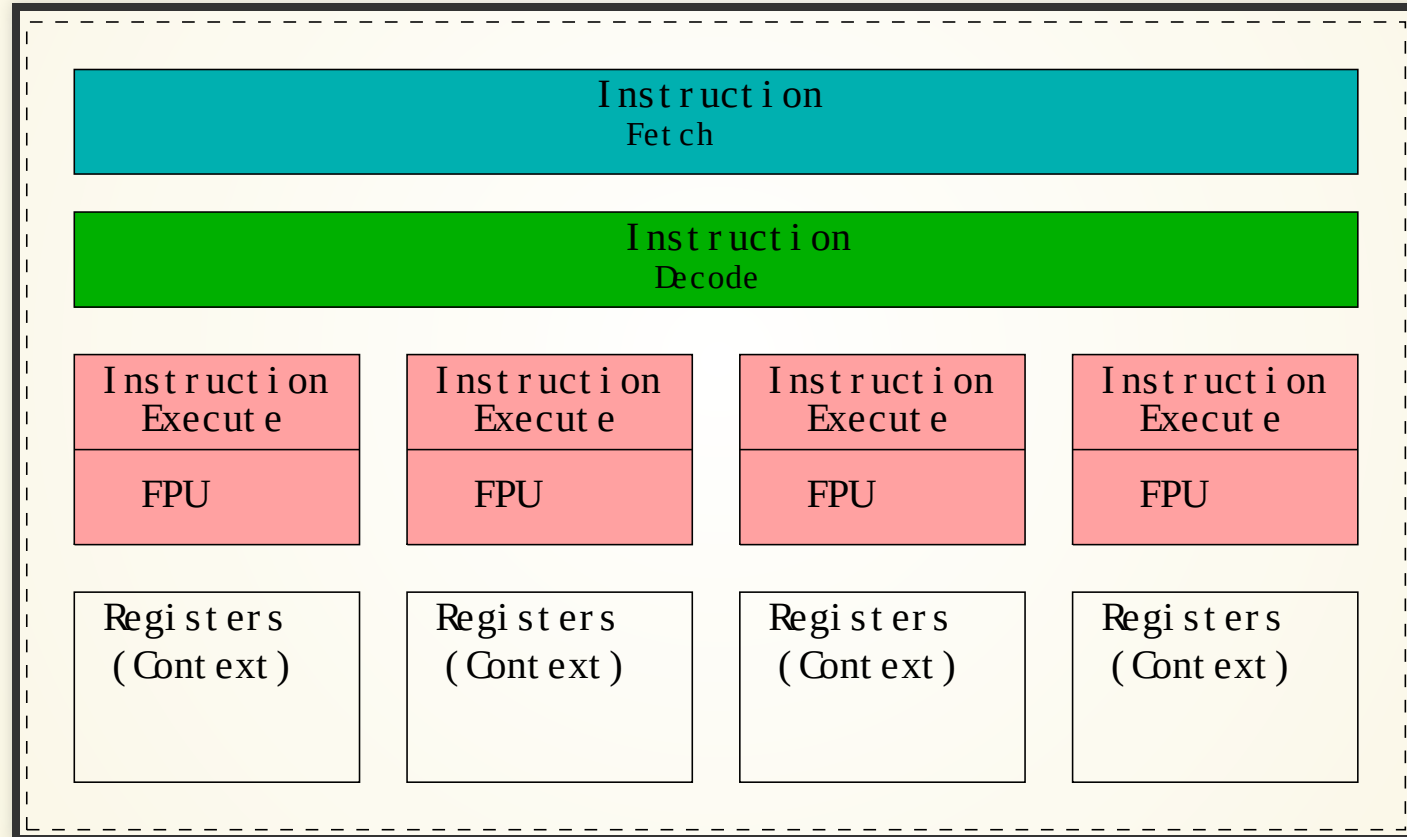 Instruction
Fetch
Instruction
Decode
Instruction
Execute
FPU
Instruction
Execute
FPU
Instruction
Execute
FPU
Instruction
Execute
FPU
Registers
(Context)
Registers
(Context)
Registers
(Context)
Registers
(Context)